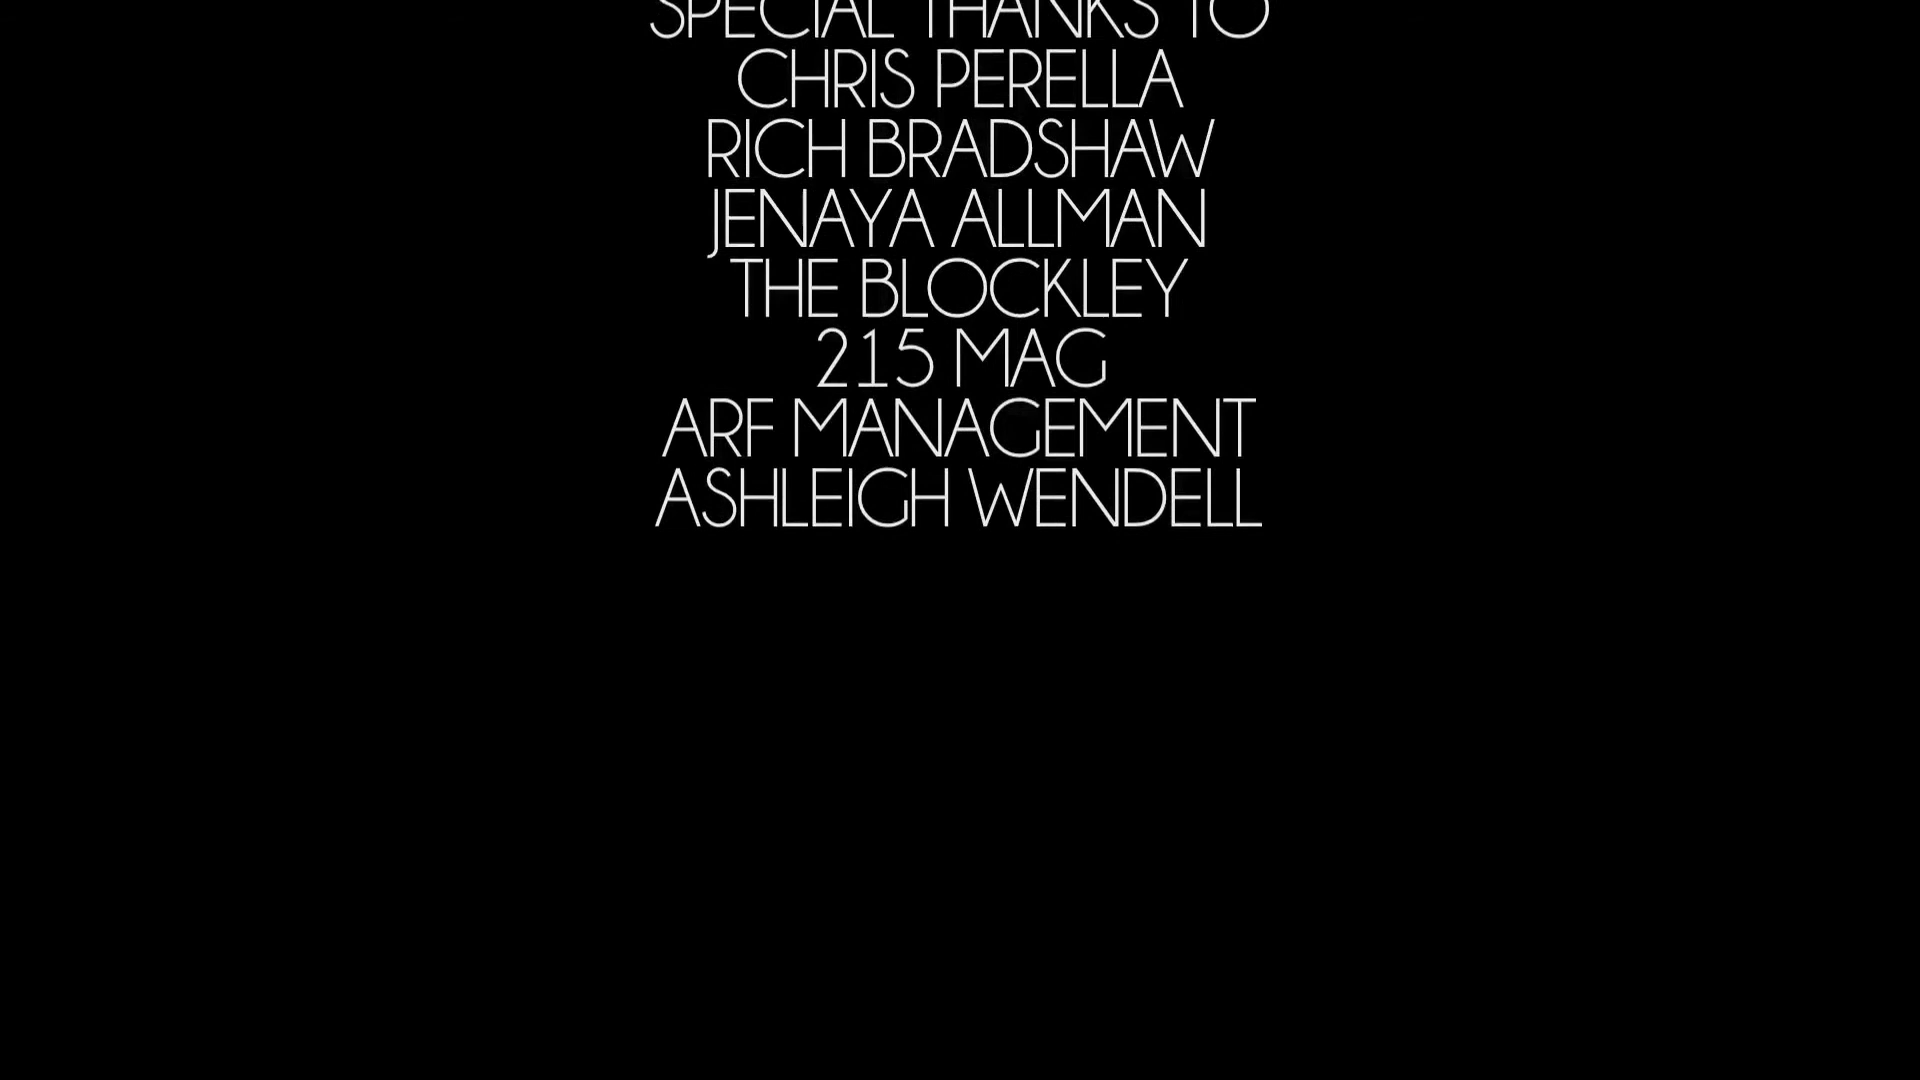 SPECIAL THANKS TO
CHRIS PERELLA
RICH BRADSHAW
JENAYA ALLMAN
THE BLOCKLEY
215 MAG
ARF MANAGEMENT
ASHLEIGH WENDELL